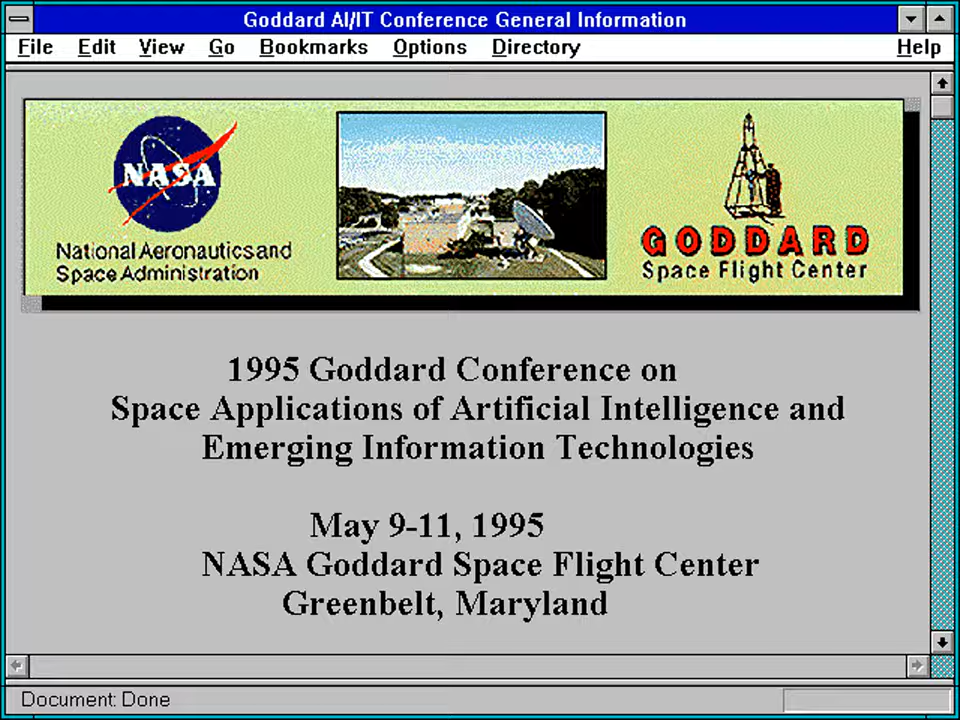 Goddard AI/IT Conference General Information
File Edit View Go Bookmarks Options Directory Help
NASA
National Aeronautics and
Space Administration
GODDARD
Space Flight Center
1995 Goddard Conference on
Space Applications of Artificial Intelligence and
Emerging Information Technologies
May 9-11, 1995
NASA Goddard Space Flight Center
Greenbelt, Maryland
Document: Done